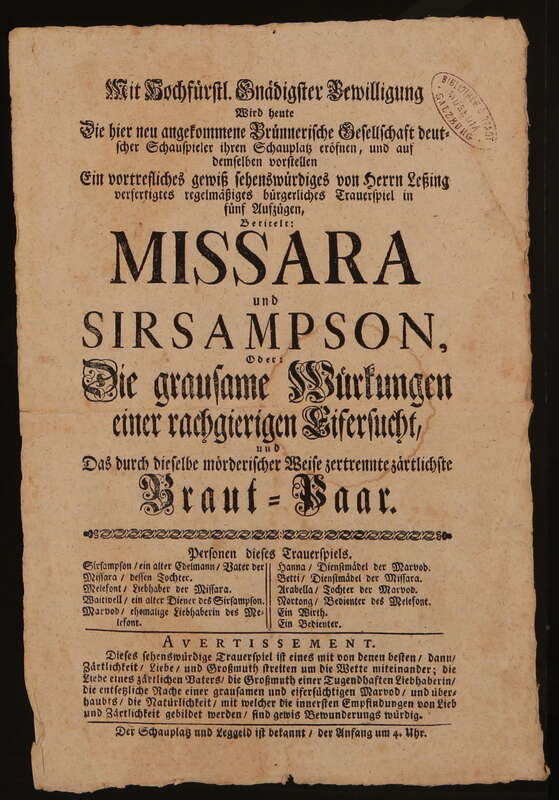 Mit Hochfürstl. Gnädigster Bewilligung
Wird heute
Die hier neu angekommene Brünnerische Gesellschaft deut-
scher Schauspieler ihren Schauplatz eröfnen, und auf
demselben vorstellen
Ein vortrefliches gewiß sehenswürdiges von Herrn Leßing
verfertigtes regelmäßiges bürgerliches Trauerspiel in
fünf Aufzügen,
Betitelt:
MISSARA
und
SIRSAMPSON,
Oder:
Die grausame Würkungen
einer rachgierigen Eifersucht,
und
Das durch dieselbe mörderischer Weise zertrennte zärtlichste
Braut-Paar.
Personen dieses Trauerspiels.
Sirsampson / ein alter Edelmann / Vater der
Missara / dessen Tochter.
Melefont / Liebhaber der Missara.
Waitwell / ein alter Diener des Sirsampson.
Marvod / ehemalige Liebhaberin des Me-
lefont.
Hanna / Dienstmädel der Marvod.
Betti / Dienstmädel der Missara.
Arabella / Tochter der Marvod.
Nortong / Bedienter des Melefont.
Ein Wirth.
Ein Bedienter.
AVERTISSEMENT.
Dieses sehenswürdige Trauerspiel ist eines mit von denen besten / dann /
Zärtlichkeit / Liebe / und Großmuth streiten um die Wette miteinander; die
Liebe eines zärtlichen Vaters / die Großmuth einer Tugendhaften Liebhaberin /
die entsetzliche Rache einer grausamen und eifersüchtigen Marvod / und über-
haubts / die Natürlichkeit / mit welcher die innersten Empfindungen von Lieb
und Zärtlichkeit gebildet werden / sind gewis Bewunderungs würdig.
Der Schauplatz und Leggeld ist bekannt / der Anfang um 4. Uhr.
SALZBURG